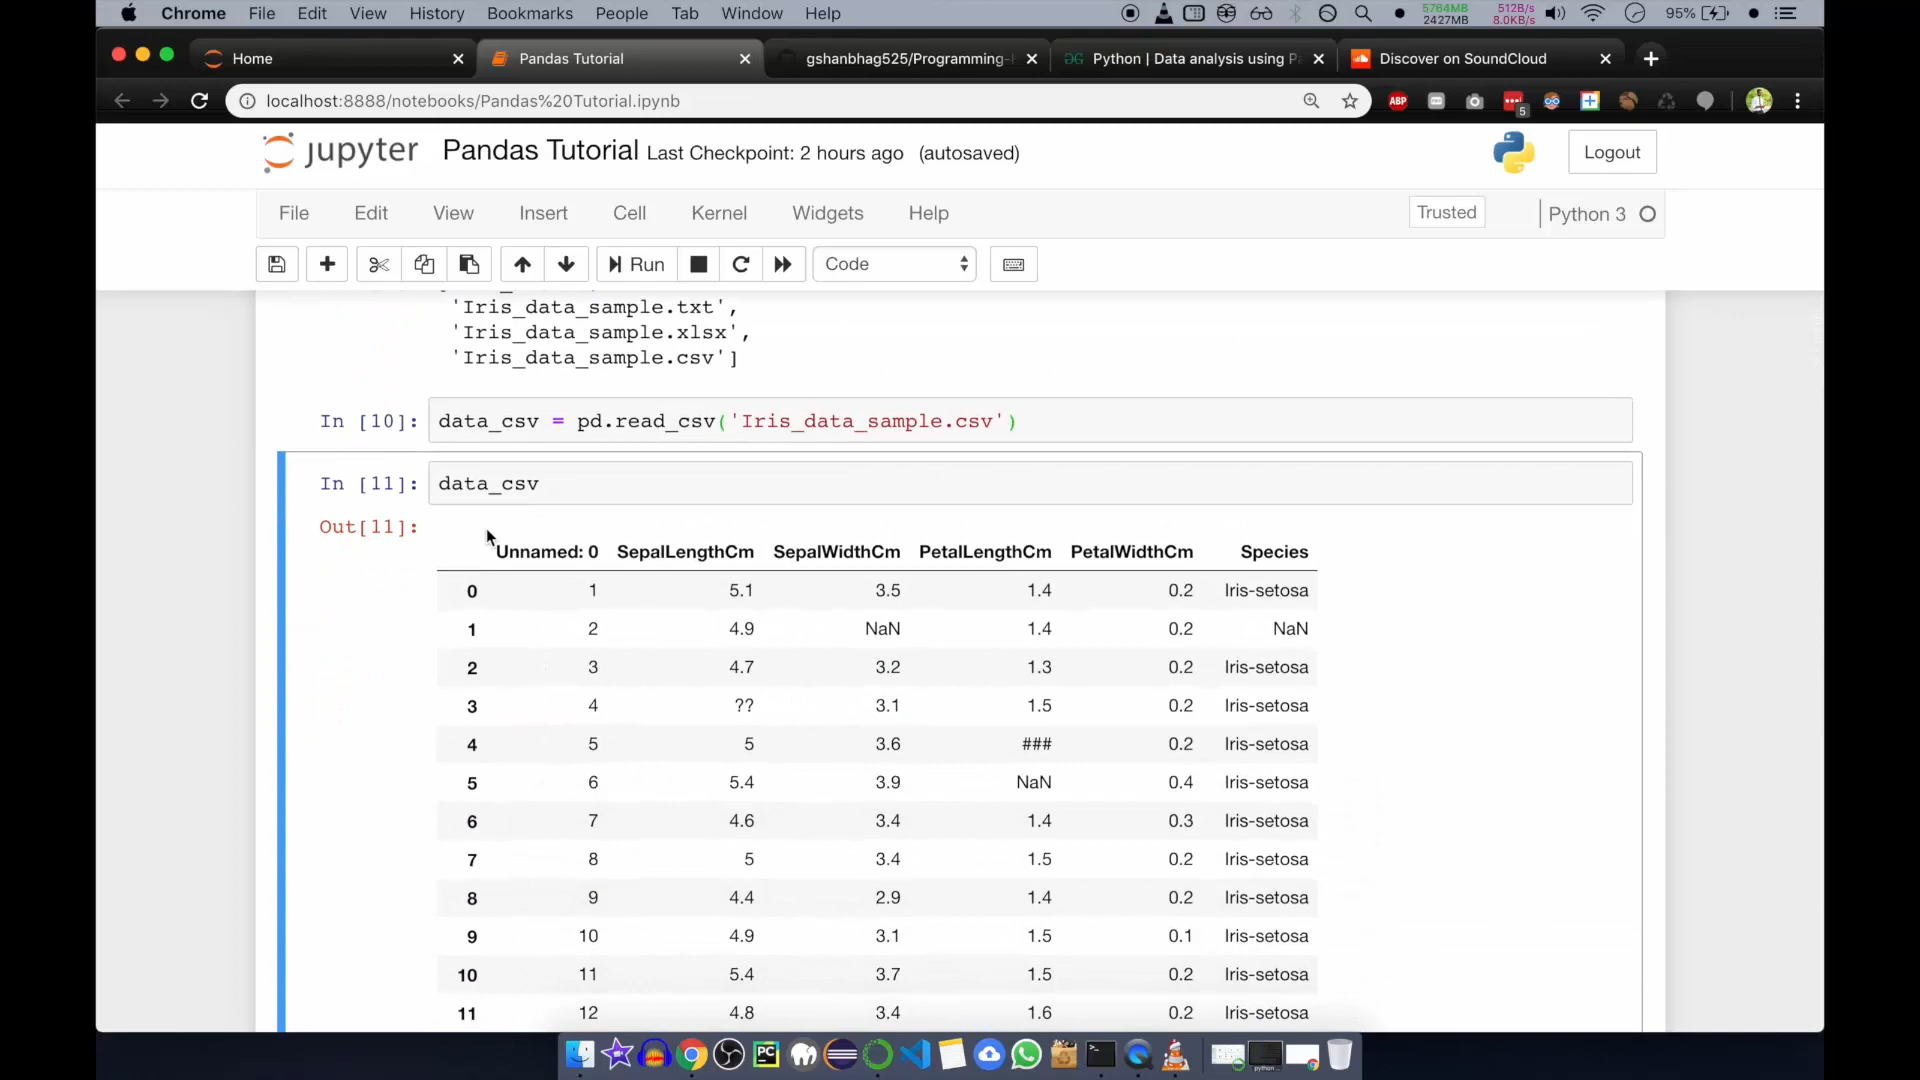 Chrome File Edit View History Bookmarks People Tab Window Help 5764MB 2427MB 512B/s 8.0KB/s 95%
Home Pandas Tutorial gshanbhag525/Programming- Python | Data analysis using Pa Discover on SoundCloud
localhost:8888/notebooks/Pandas%20Tutorial.ipynb ABP 5
jupyter Pandas Tutorial Last Checkpoint: 2 hours ago (autosaved) Logout
File Edit View Insert Cell Kernel Widgets Help Trusted Python 3
Run Code
'Iris_data_sample.txt',
'Iris_data_sample.xlsx',
'Iris_data_sample.csv']
In [10]: data_csv = pd.read_csv('Iris_data_sample.csv')
In [11]: data_csv
Out[11]:
Unnamed: 0 SepalLengthCm SepalWidthCm PetalLengthCm PetalWidthCm Species
0 1 5.1 3.5 1.4 0.2 Iris-setosa
1 2 4.9 NaN 1.4 0.2 NaN
2 3 4.7 3.2 1.3 0.2 Iris-setosa
3 4 ?? 3.1 1.5 0.2 Iris-setosa
4 5 5 3.6 ### 0.2 Iris-setosa
5 6 5.4 3.9 NaN 0.4 Iris-setosa
6 7 4.6 3.4 1.4 0.3 Iris-setosa
7 8 5 3.4 1.5 0.2 Iris-setosa
8 9 4.4 2.9 1.4 0.2 Iris-setosa
9 10 4.9 3.1 1.5 0.1 Iris-setosa
10 11 5.4 3.7 1.5 0.2 Iris-setosa
11 12 4.8 3.4 1.6 0.2 Iris-setosa
PC python